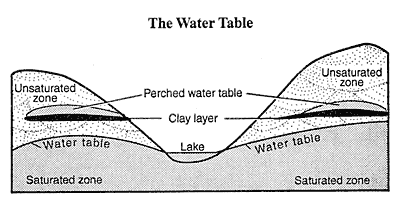 The Water Table
Unsaturated
zone
Unsaturated
zone
Perched water table
Clay layer
Lake
Water table
Water table
Saturated zone
Saturated zone